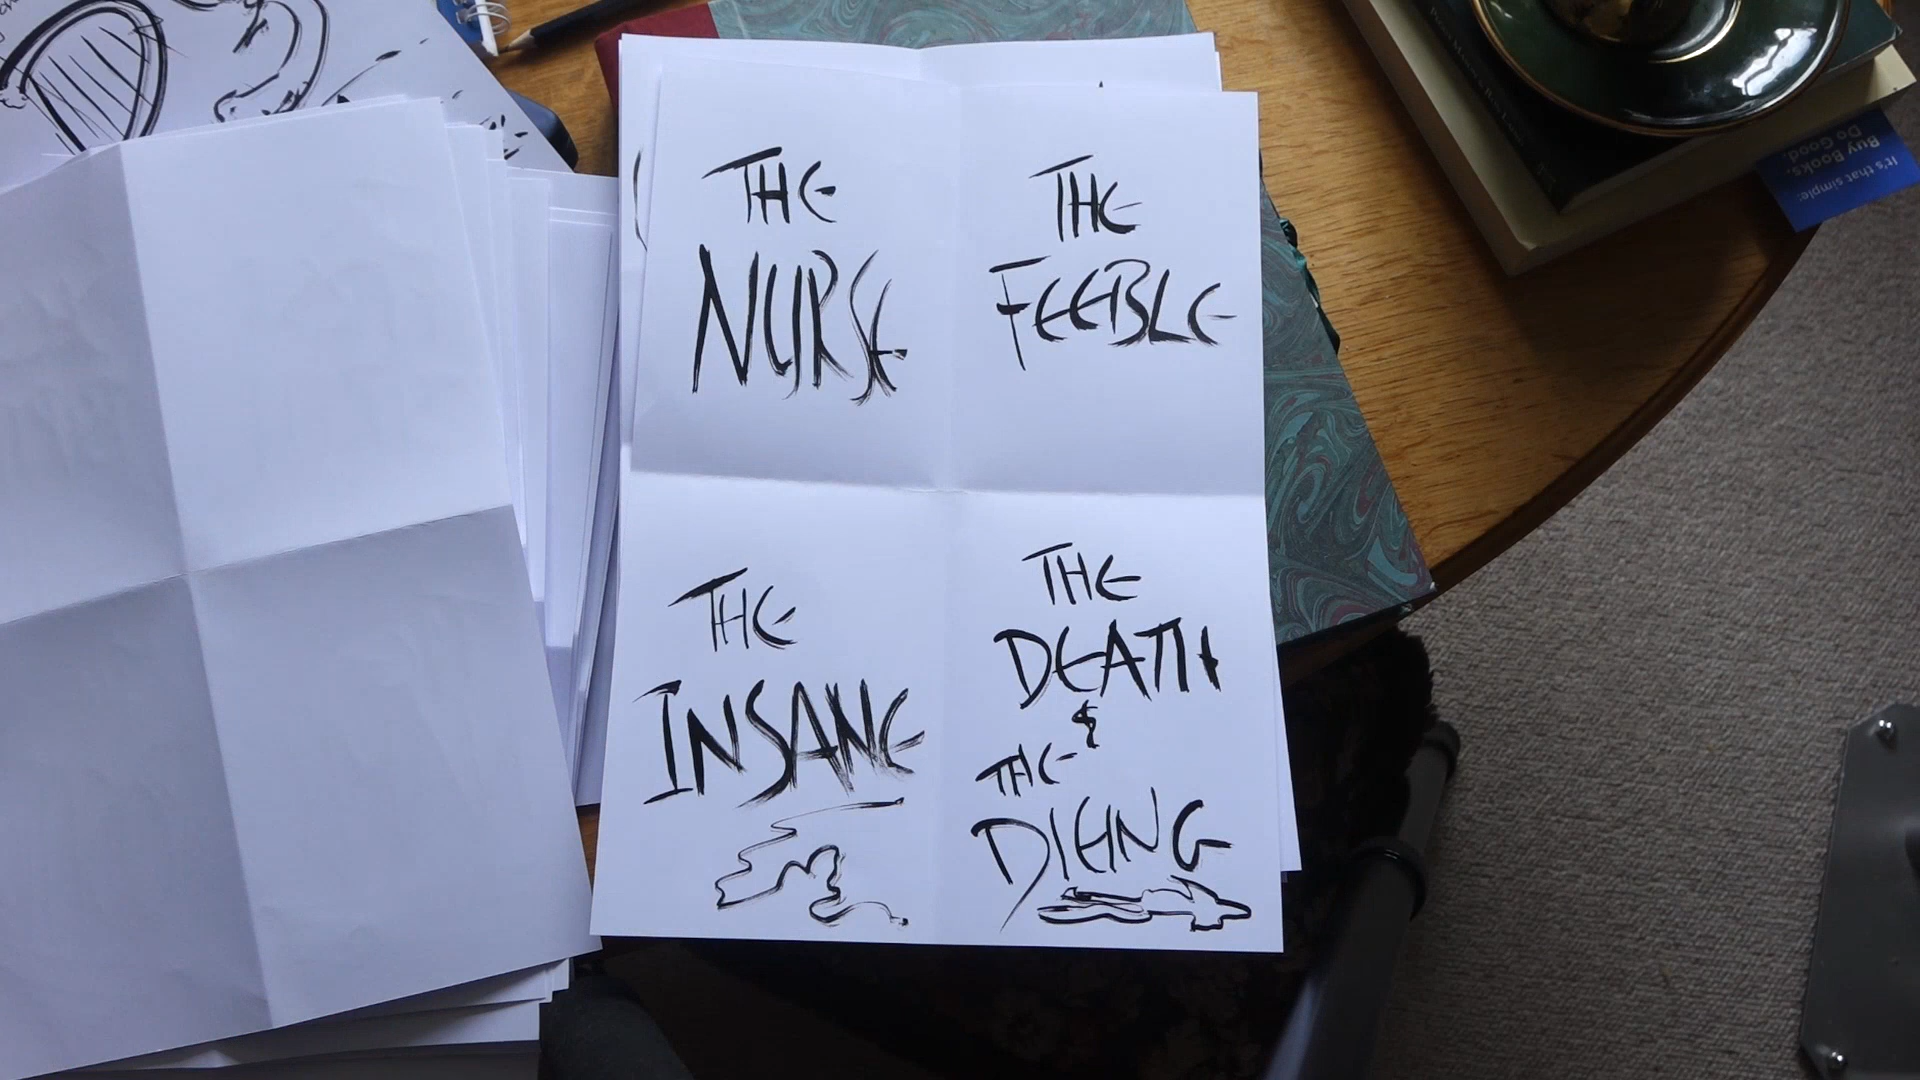 THE
NURSE
THE
FEEBLE
THE
INSANE
THE
DEATH
&
THE
DIEING
It's that simple:
Buy Books.
Do Good.